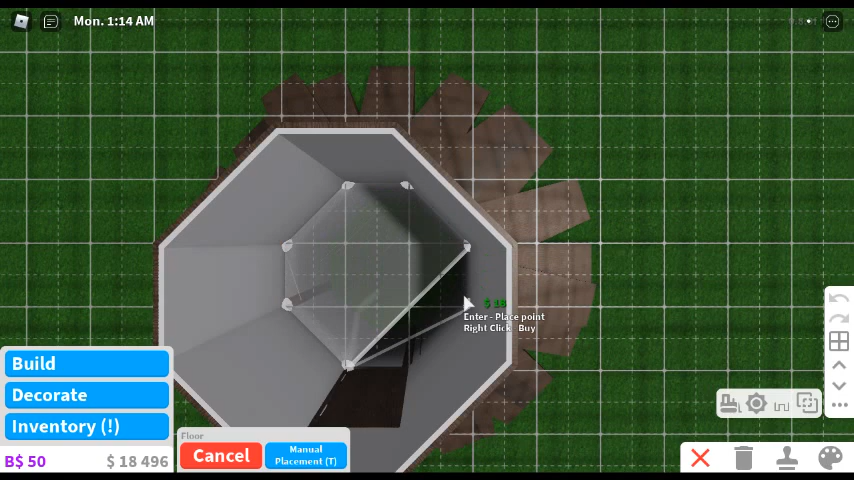 Mon. 1:14 AM
$ 18
Enter - Place point
Right Click - Buy
Build
Decorate
Inventory (!)
B$ 50
$ 18 496
Floor
Cancel
Manual
Placement (T)